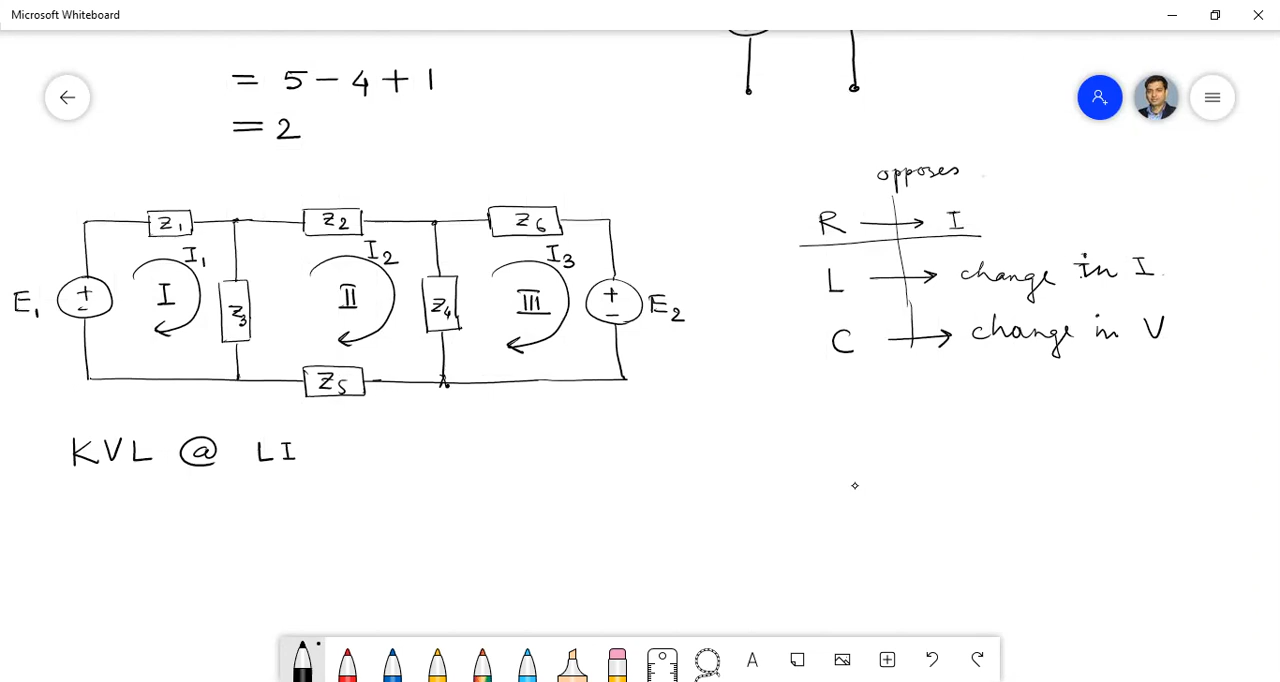 Microsoft Whiteboard
= 5 - 4 + 1
= 2
opposes
R → I
L → change in I
C → change in V
Z1 Z2 Z6
I1 I2 I3
E1 + - I Z3 II Z4 III + - E2
Z5
KVL @ LI
A